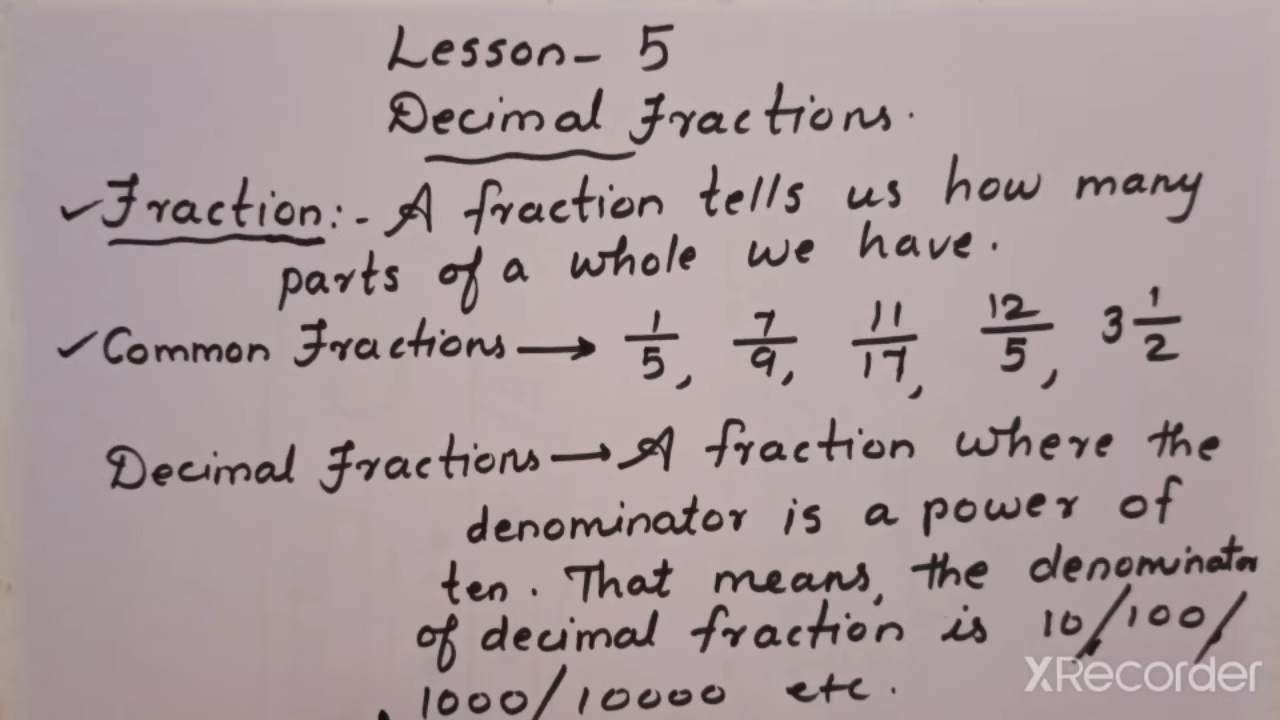 Lesson- 5
Decimal Fractions.
✓Fraction:- A fraction tells us how many
parts of a whole we have.
✓Common Fractions → 1/5, 7/9, 11/17, 12/5, 3 1/2
Decimal Fractions → A fraction where the
denominator is a power of
ten. That means, the denominator
of decimal fraction is 10/100/
1000/10000 etc.
XRecorder